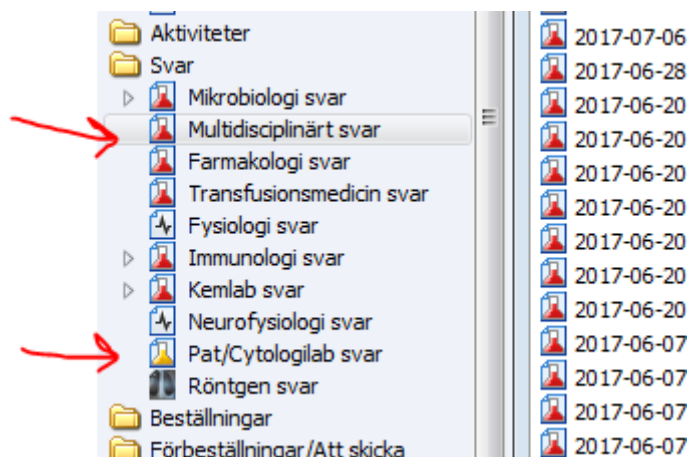 Aktiviteter
Svar
Mikrobiologi svar
Multidisciplinärt svar
Farmakologi svar
Transfusionsmedicin svar
Fysiologi svar
Immunologi svar
Kemlab svar
Neurofysiologi svar
Pat/Cytologilab svar
Röntgen svar
Beställningar
Förbeställningar/Att skicka
2017-07-06
2017-06-28
2017-06-20
2017-06-20
2017-06-20
2017-06-20
2017-06-20
2017-06-20
2017-06-20
2017-06-07
2017-06-07
2017-06-07
2017-06-07